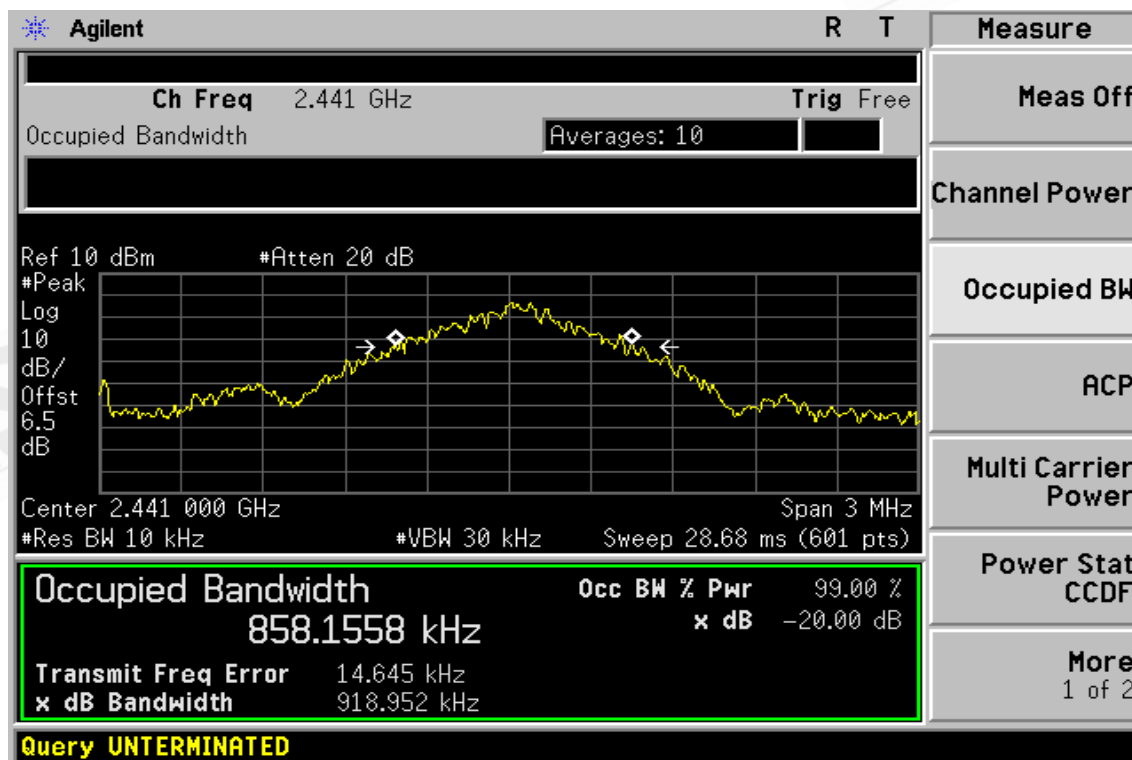 Agilent R T
Measure
Ch Freq 2.441 GHz Trig Free
Meas Off
Occupied Bandwidth Averages: 10
Channel Power
Ref 10 dBm #Atten 20 dB
#Peak
Log
10
dB/
Offst
6.5
dB
Occupied BW
ACP
Multi Carrier
Power
Center 2.441 000 GHz Span 3 MHz
#Res BW 10 kHz #VBW 30 kHz Sweep 28.68 ms (601 pts)
Power Stat
CCDF
Occupied Bandwidth Occ BW % Pwr 99.00 %
858.1558 kHz x dB -20.00 dB
Transmit Freq Error 14.645 kHz
x dB Bandwidth 918.952 kHz
More
1 of 2
Query UNTERMINATED